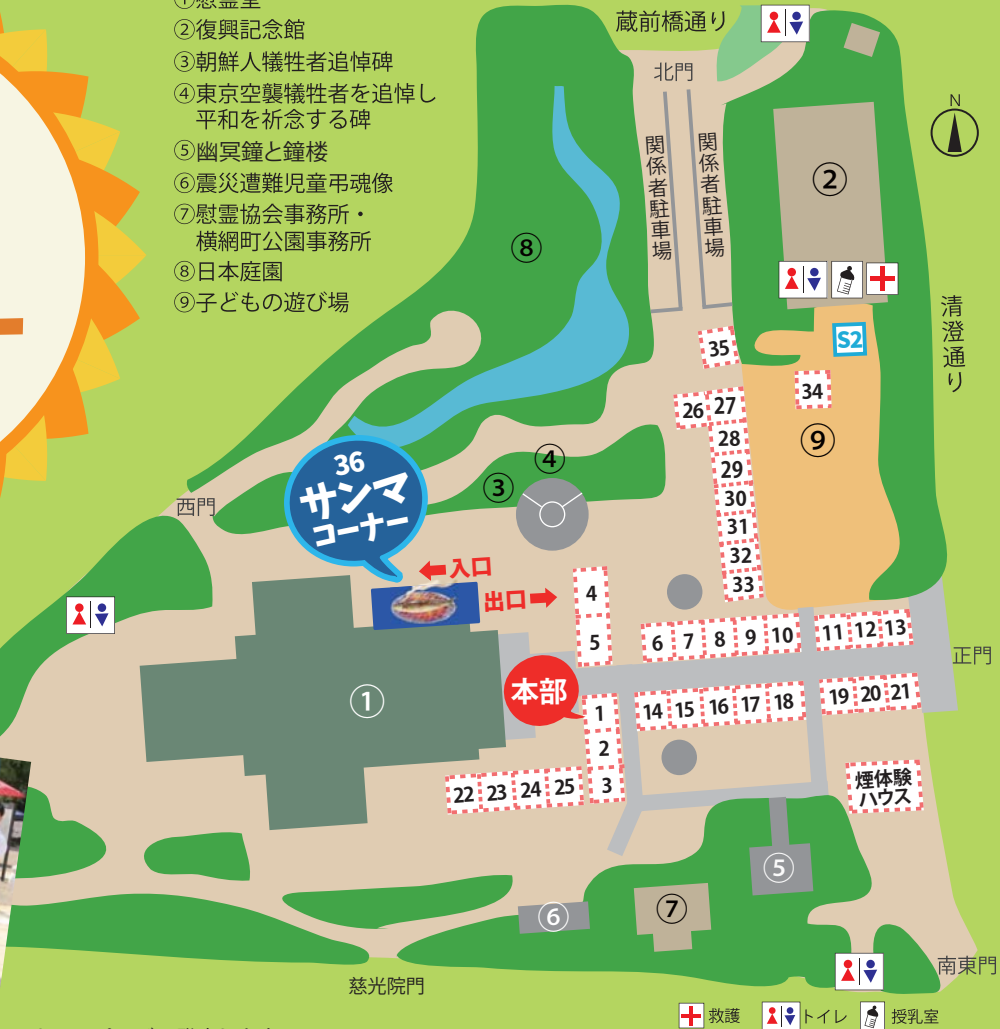 ①慰霊堂
②復興記念館
③朝鮮人犠牲者追悼碑
④東京空襲犠牲者を追悼し
平和を祈念する碑
⑤幽冥鐘と鐘楼
⑥震災遭難児童弔魂像
⑦慰霊協会事務所・
横網町公園事務所
⑧日本庭園
⑨子どもの遊び場
蔵前橋通り
北門
N
関係者駐車場
関係者駐車場
②
⑧
清澄通り
S2
35
34
26 27
28
29
30
31
32
33
⑨
36
サンマ
コーナー
④
③
西門
入口
出口
4
5
6 7 8 9 10
11 12 13
正門
①
本部
1
2
3
14 15 16 17 18
19 20 21
22 23 24 25
煙体験
ハウス
⑤
⑥
⑦
慈光院門
南東門
救護
トイレ
授乳室